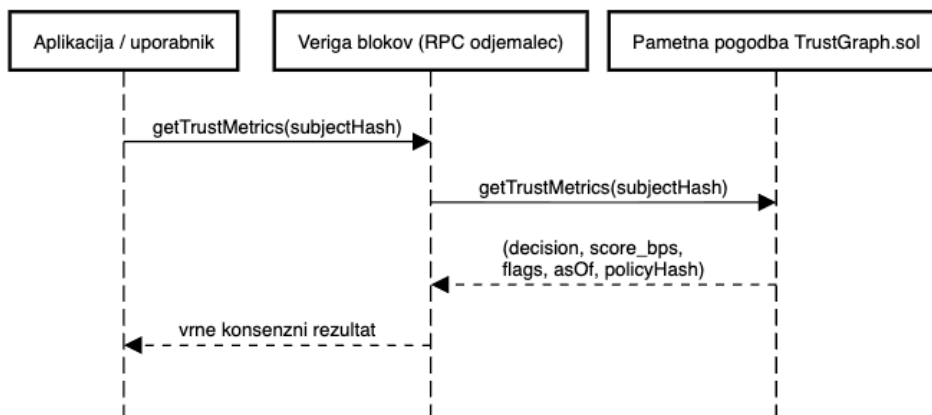 Aplikacija / uporabnik
Veriga blokov (RPC odjemalec)
Pametna pogodba TrustGraph.sol
getTrustMetrics(subjectHash)
getTrustMetrics(subjectHash)
(decision, score_bps,
flags, asOf, policyHash)
vrne konsenzni rezultat